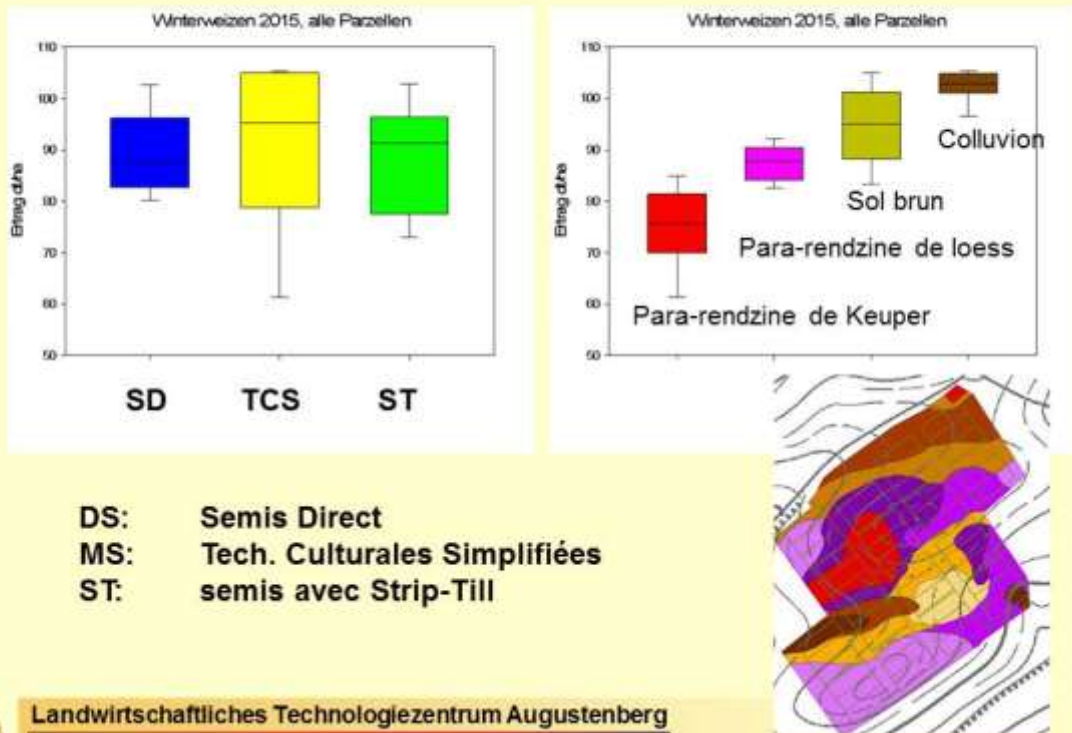 Winterweizen 2015, alle Parzellen
110
100
90
80
70
60
50
Ertrag dt/ha
SD TCS ST
Winterweizen 2015, alle Parzellen
110
100
90
80
70
60
50
Ertrag dt/ha
Colluvion
Sol brun
Para-rendzine de loess
Para-rendzine de Keuper
DS: Semis Direct
MS: Tech. Culturales Simplifiées
ST: semis avec Strip-Till
Landwirtschaftliches Technologiezentrum Augustenberg